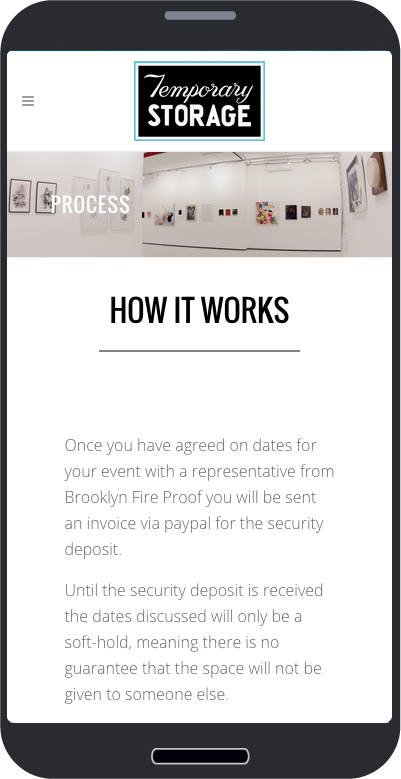 Temporary
STORAGE
PROCESS
HOW IT WORKS
Once you have agreed on dates for
your event with a representative from
Brooklyn Fire Proof you will be sent
an invoice via paypal for the security
deposit.
Until the security deposit is received
the dates discussed will only be a
soft-hold, meaning there is no
guarantee that the space will not be
given to someone else.